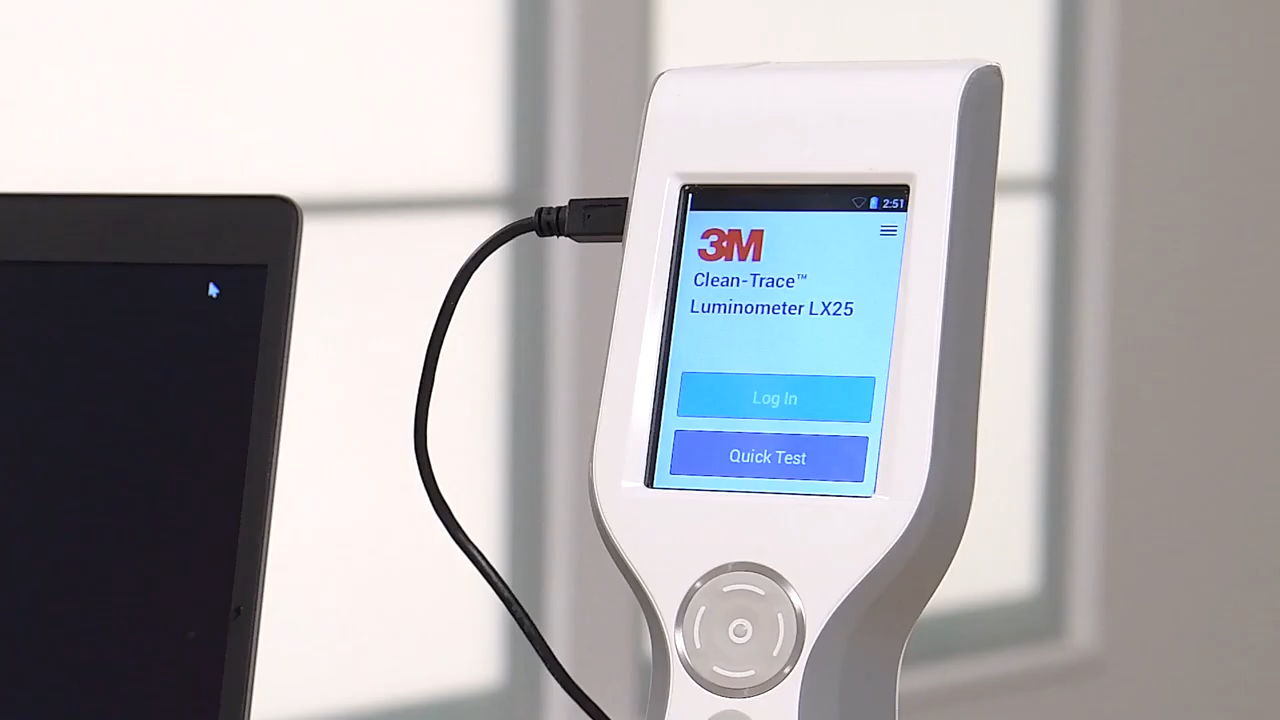 2:51
3M
Clean-Trace™
Luminometer LX25
Log In
Quick Test